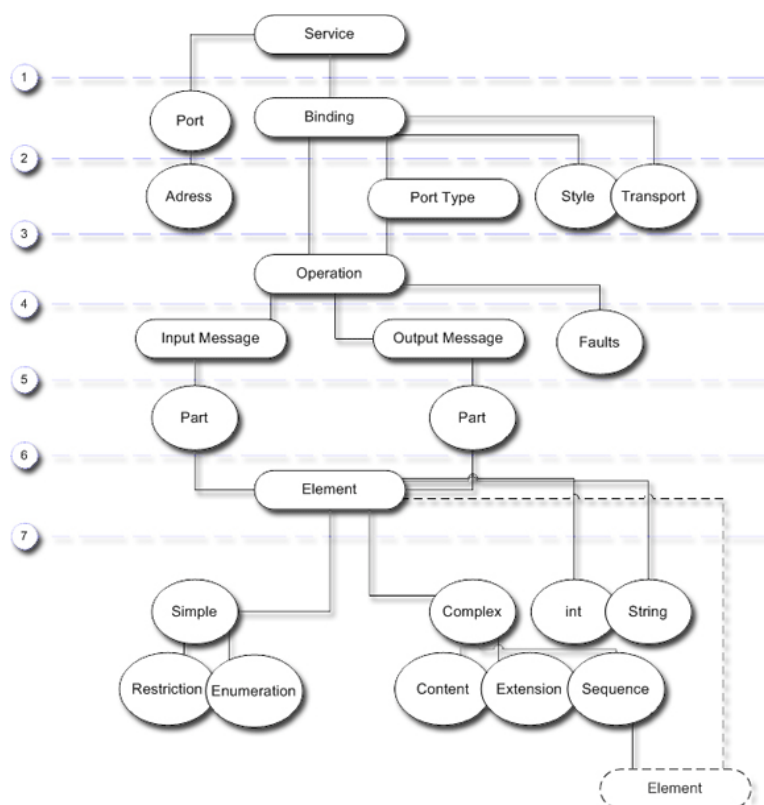 Service
1
Port
Binding
2
Adress
Port Type
Style
Transport
3
Operation
4
Input Message
Output Message
Faults
5
Part
Part
6
Element
7
Simple
Complex
int
String
Restriction
Enumeration
Content
Extension
Sequence
Element